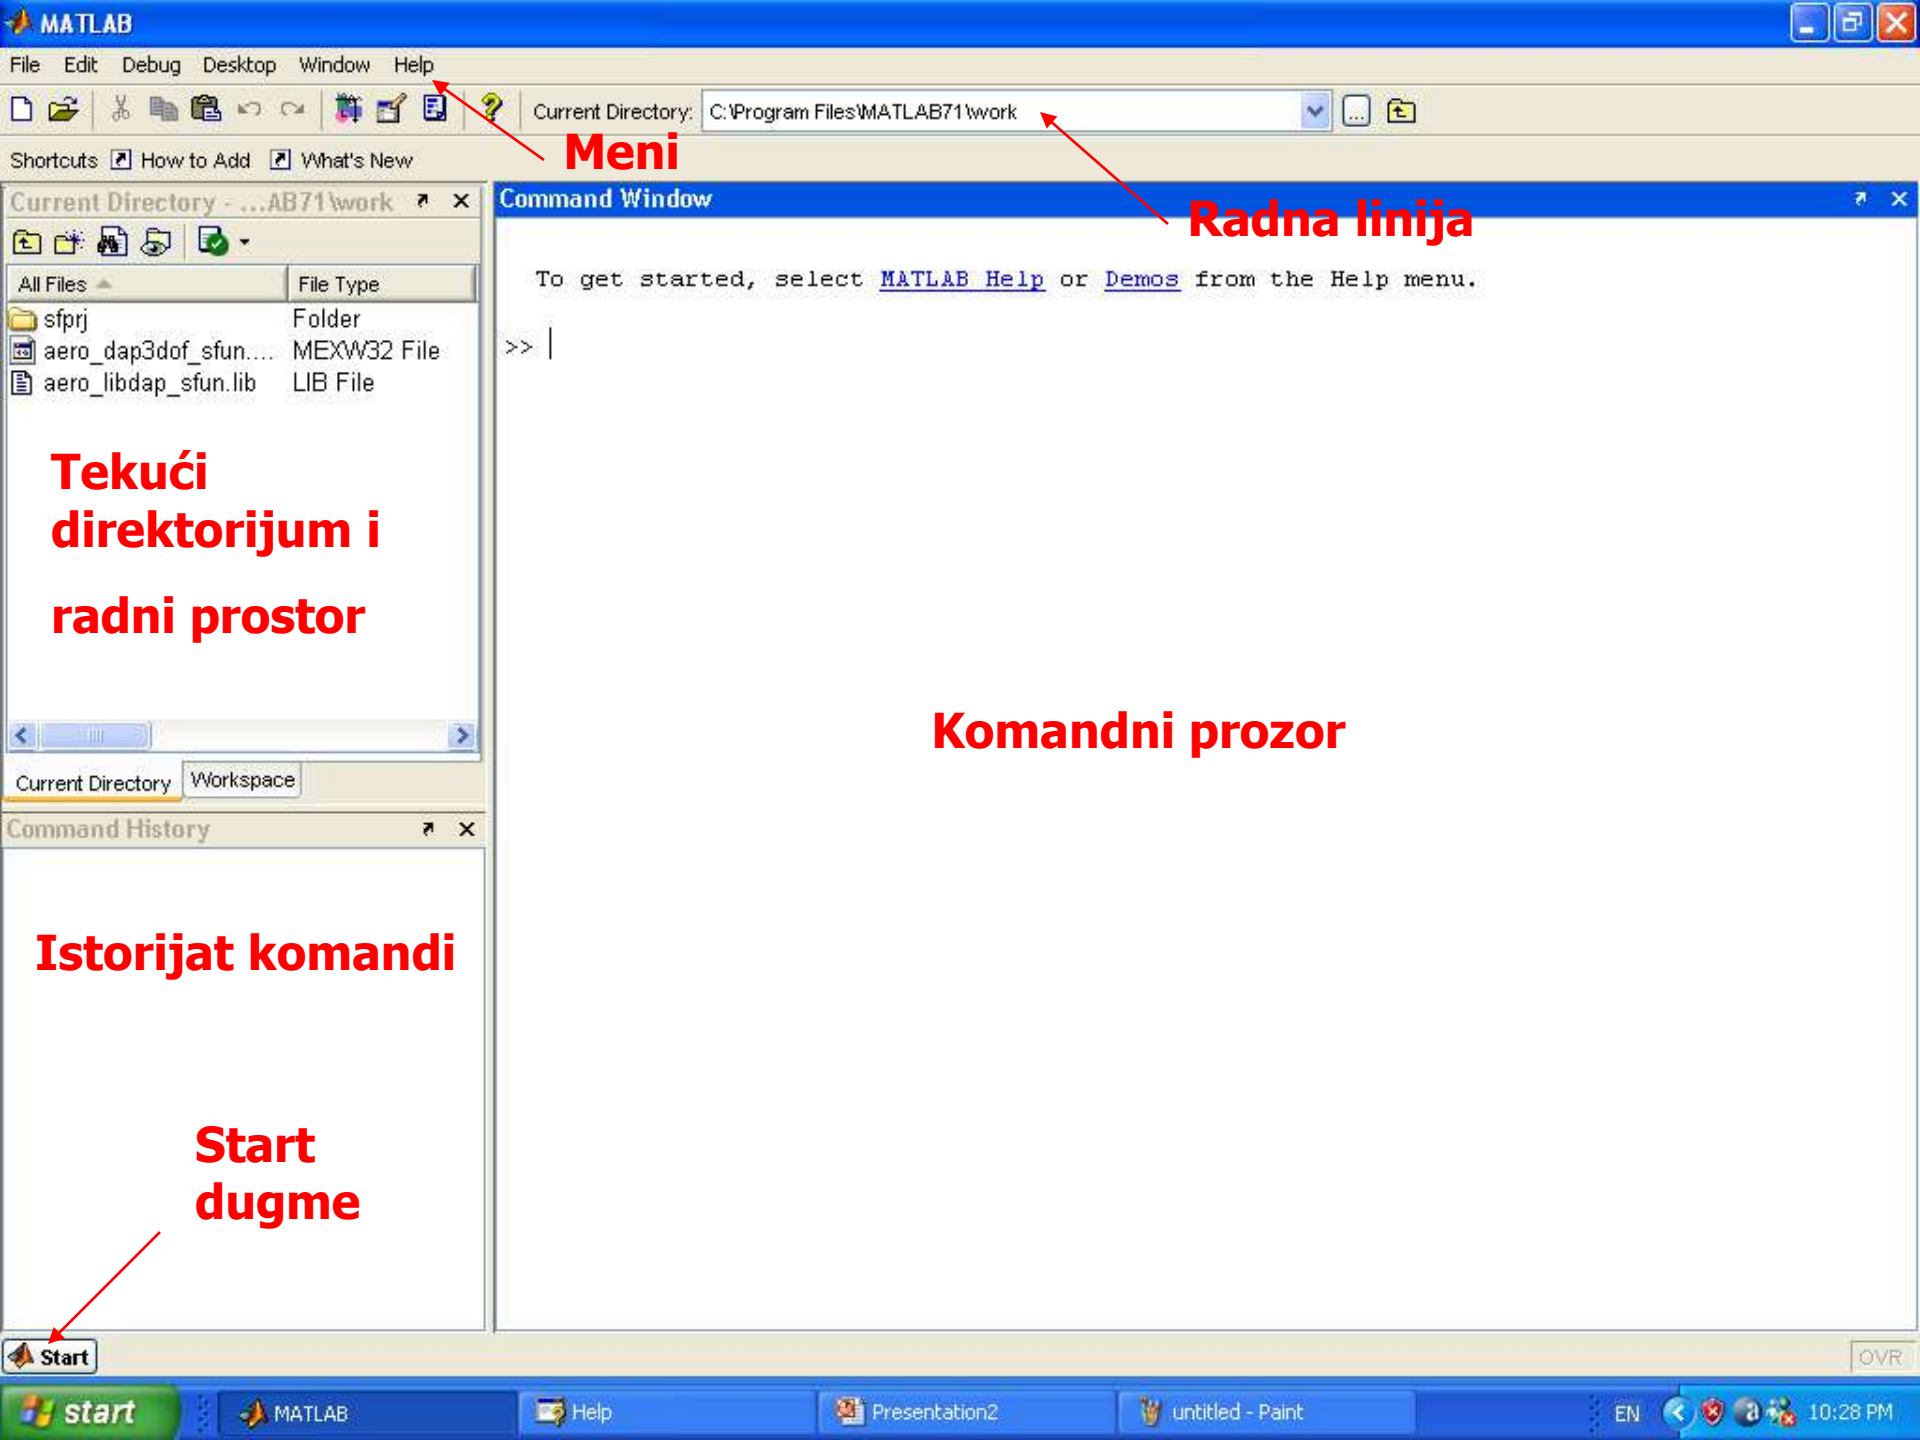 MATLAB
File Edit Debug Desktop Window Help
Current Directory: C:\Program Files\MATLAB71\work
Meni
Shortcuts How to Add What's New
Current Directory - ...AB71\work
Command Window
Radna linija
All Files File Type
To get started, select MATLAB Help or Demos from the Help menu.
sfprj Folder
aero_dap3dof_sfun.... MEXW32 File
>>
aero_libdap_sfun.lib LIB File
Tekući
direktorijum i
radni prostor
Komandni prozor
Current Directory Workspace
Command History
Istorijat komandi
Start
dugme
Start
OVR
start MATLAB Help Presentation2 untitled - Paint EN 10:28 PM